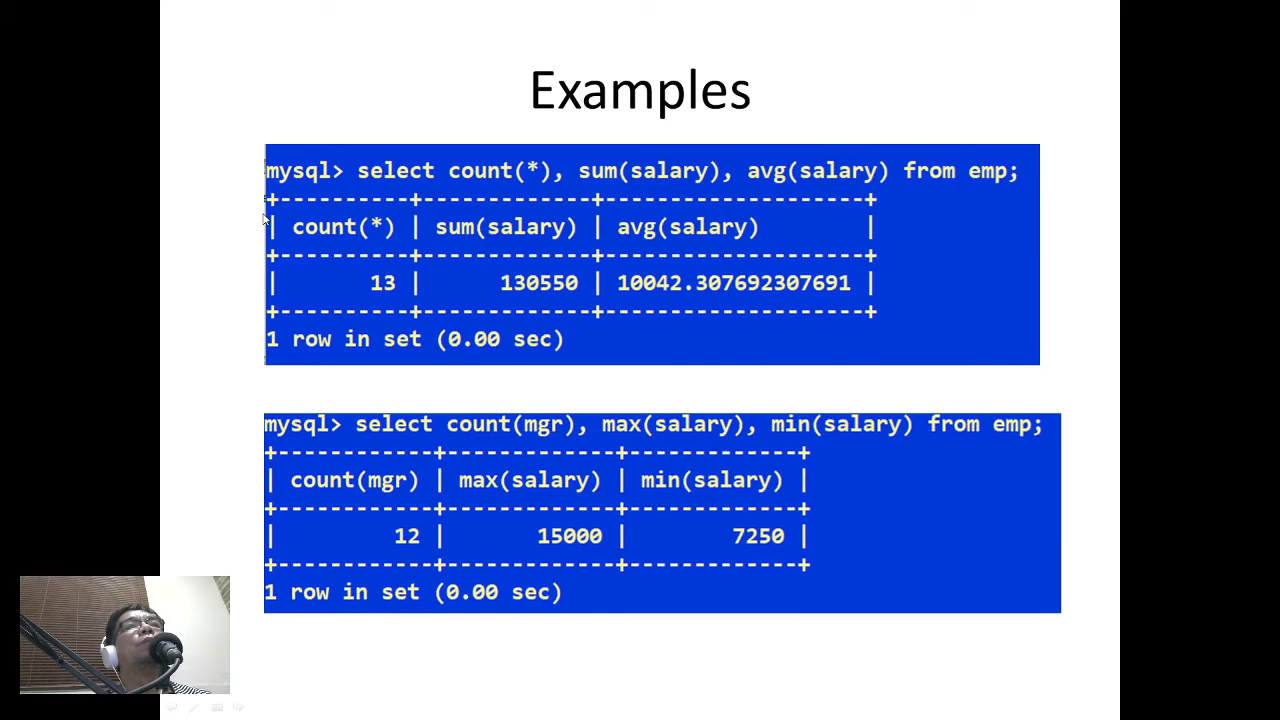 Examples
mysql> select count(*), sum(salary), avg(salary) from emp;
+----------+-------------+--------------------+
| count(*) | sum(salary) | avg(salary)        |
+----------+-------------+--------------------+
|       13 |      130550 | 10042.307692307691 |
+----------+-------------+--------------------+
1 row in set (0.00 sec)
mysql> select count(mgr), max(salary), min(salary) from emp;
+------------+-------------+-------------+
| count(mgr) | max(salary) | min(salary) |
+------------+-------------+-------------+
|         12 |       15000 |        7250 |
+------------+-------------+-------------+
1 row in set (0.00 sec)